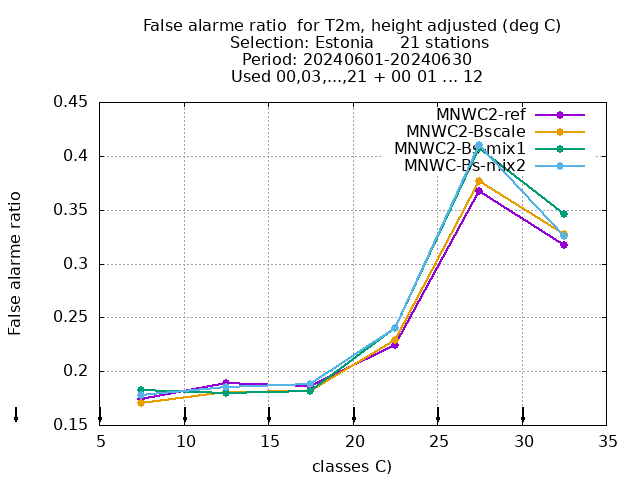 False alarme ratio  for T2m, height adjusted (deg C)
Selection: Estonia     21 stations
Period: 20240601-20240630
Used 00,03,...,21 + 00 01 ... 12
MNWC2-ref
MNWC2-Bscale
MNWC2-Bs-mix1
MNWC-Bs-mix2
False alarme ratio
0.45
0.4
0.35
0.3
0.25
0.2
0.15
5 10 15 20 25 30 35
classes C)